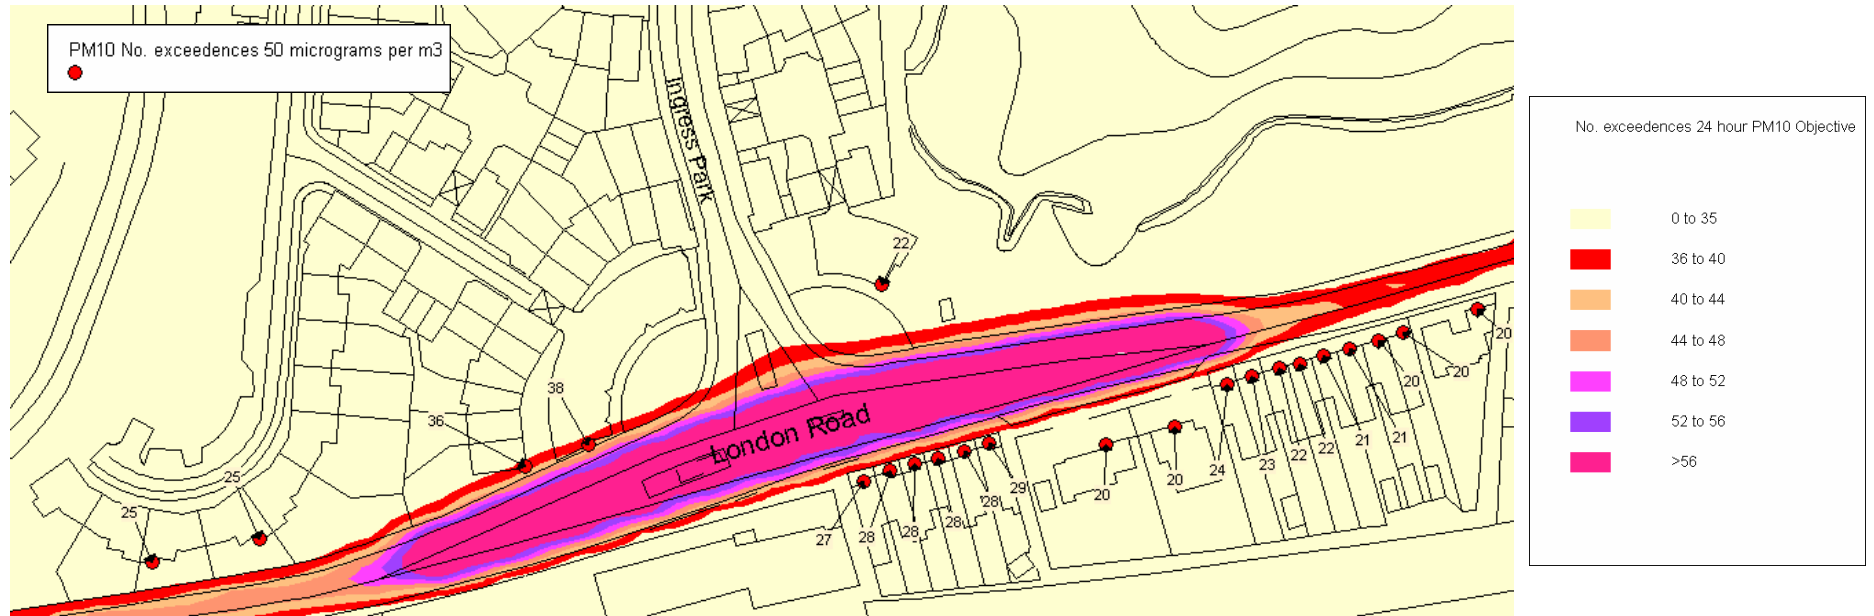 PM10 No. exceedences 50 micrograms per m3
Ingress Park
London Road
22
38
36
25
25
27
28
28
28
28
29
20
20
24
23
22
22
21
21
20
20
20
No. exceedences 24 hour PM10 Objective
0 to 35
36 to 40
40 to 44
44 to 48
48 to 52
52 to 56
>56